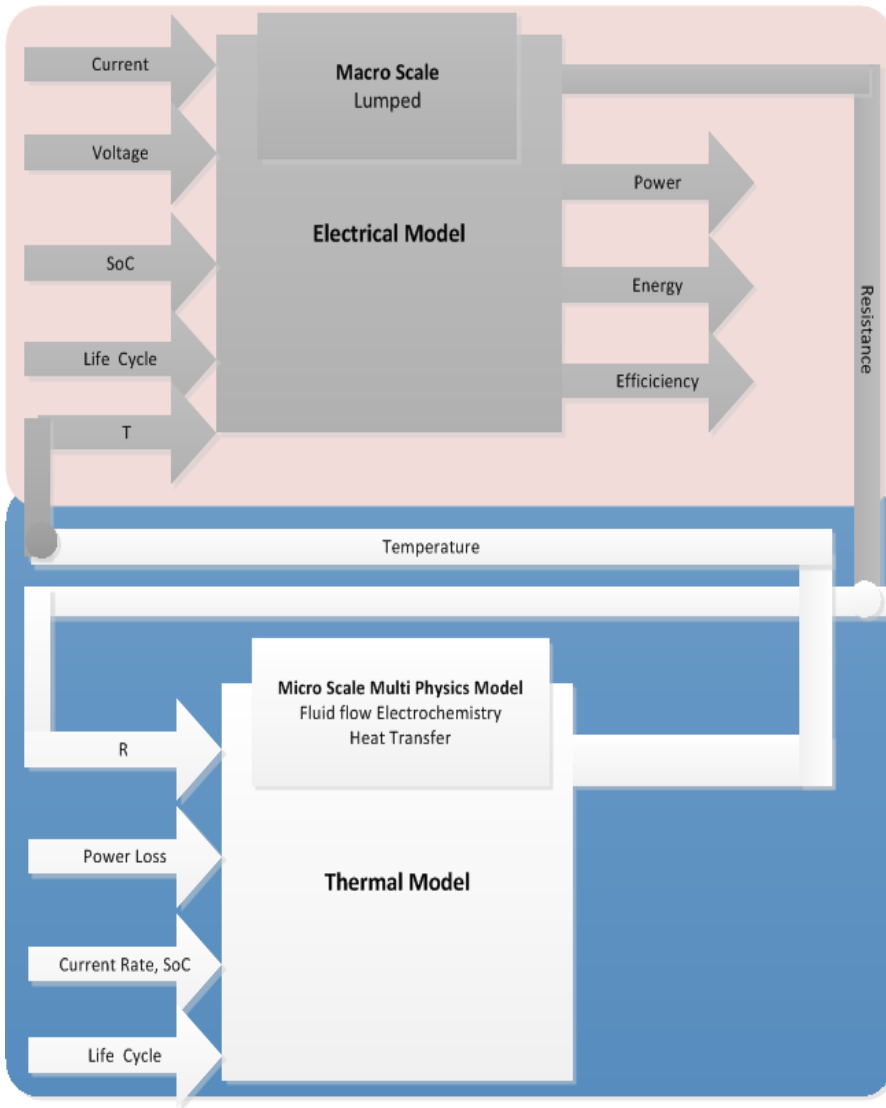 Current
Macro Scale
Lumped
Voltage
Power
Electrical Model
SoC
Energy
Resistance
Life Cycle
Efficiciency
T
Temperature
Micro Scale Multi Physics Model
Fluid flow Electrochemistry
Heat Transfer
R
Power Loss
Thermal Model
Current Rate, SoC
Life Cycle